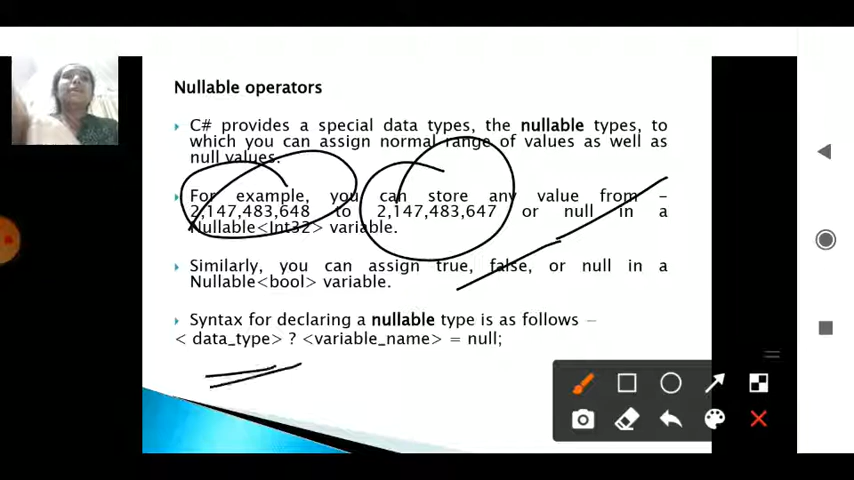 Nullable operators
C# provides a special data types, the nullable types, to
which you can assign normal range of values as well as
null values.
For example, you can store any value from –
2,147,483,648 to 2,147,483,647 or null in a
Nullable<Int32> variable.
Similarly, you can assign true, false, or null in a
Nullable<bool> variable.
Syntax for declaring a nullable type is as follows –
< data_type> ? <variable_name> = null;